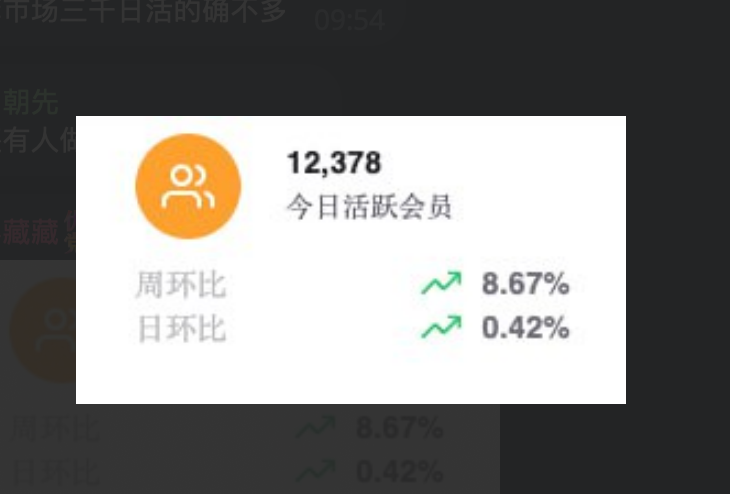 市场三千日活的确不多
09:54
朝先
有人做
藏藏
12,378
今日活跃会员
周环比 8.67%
日环比 0.42%
周环比 8.67%
日环比 0.42%